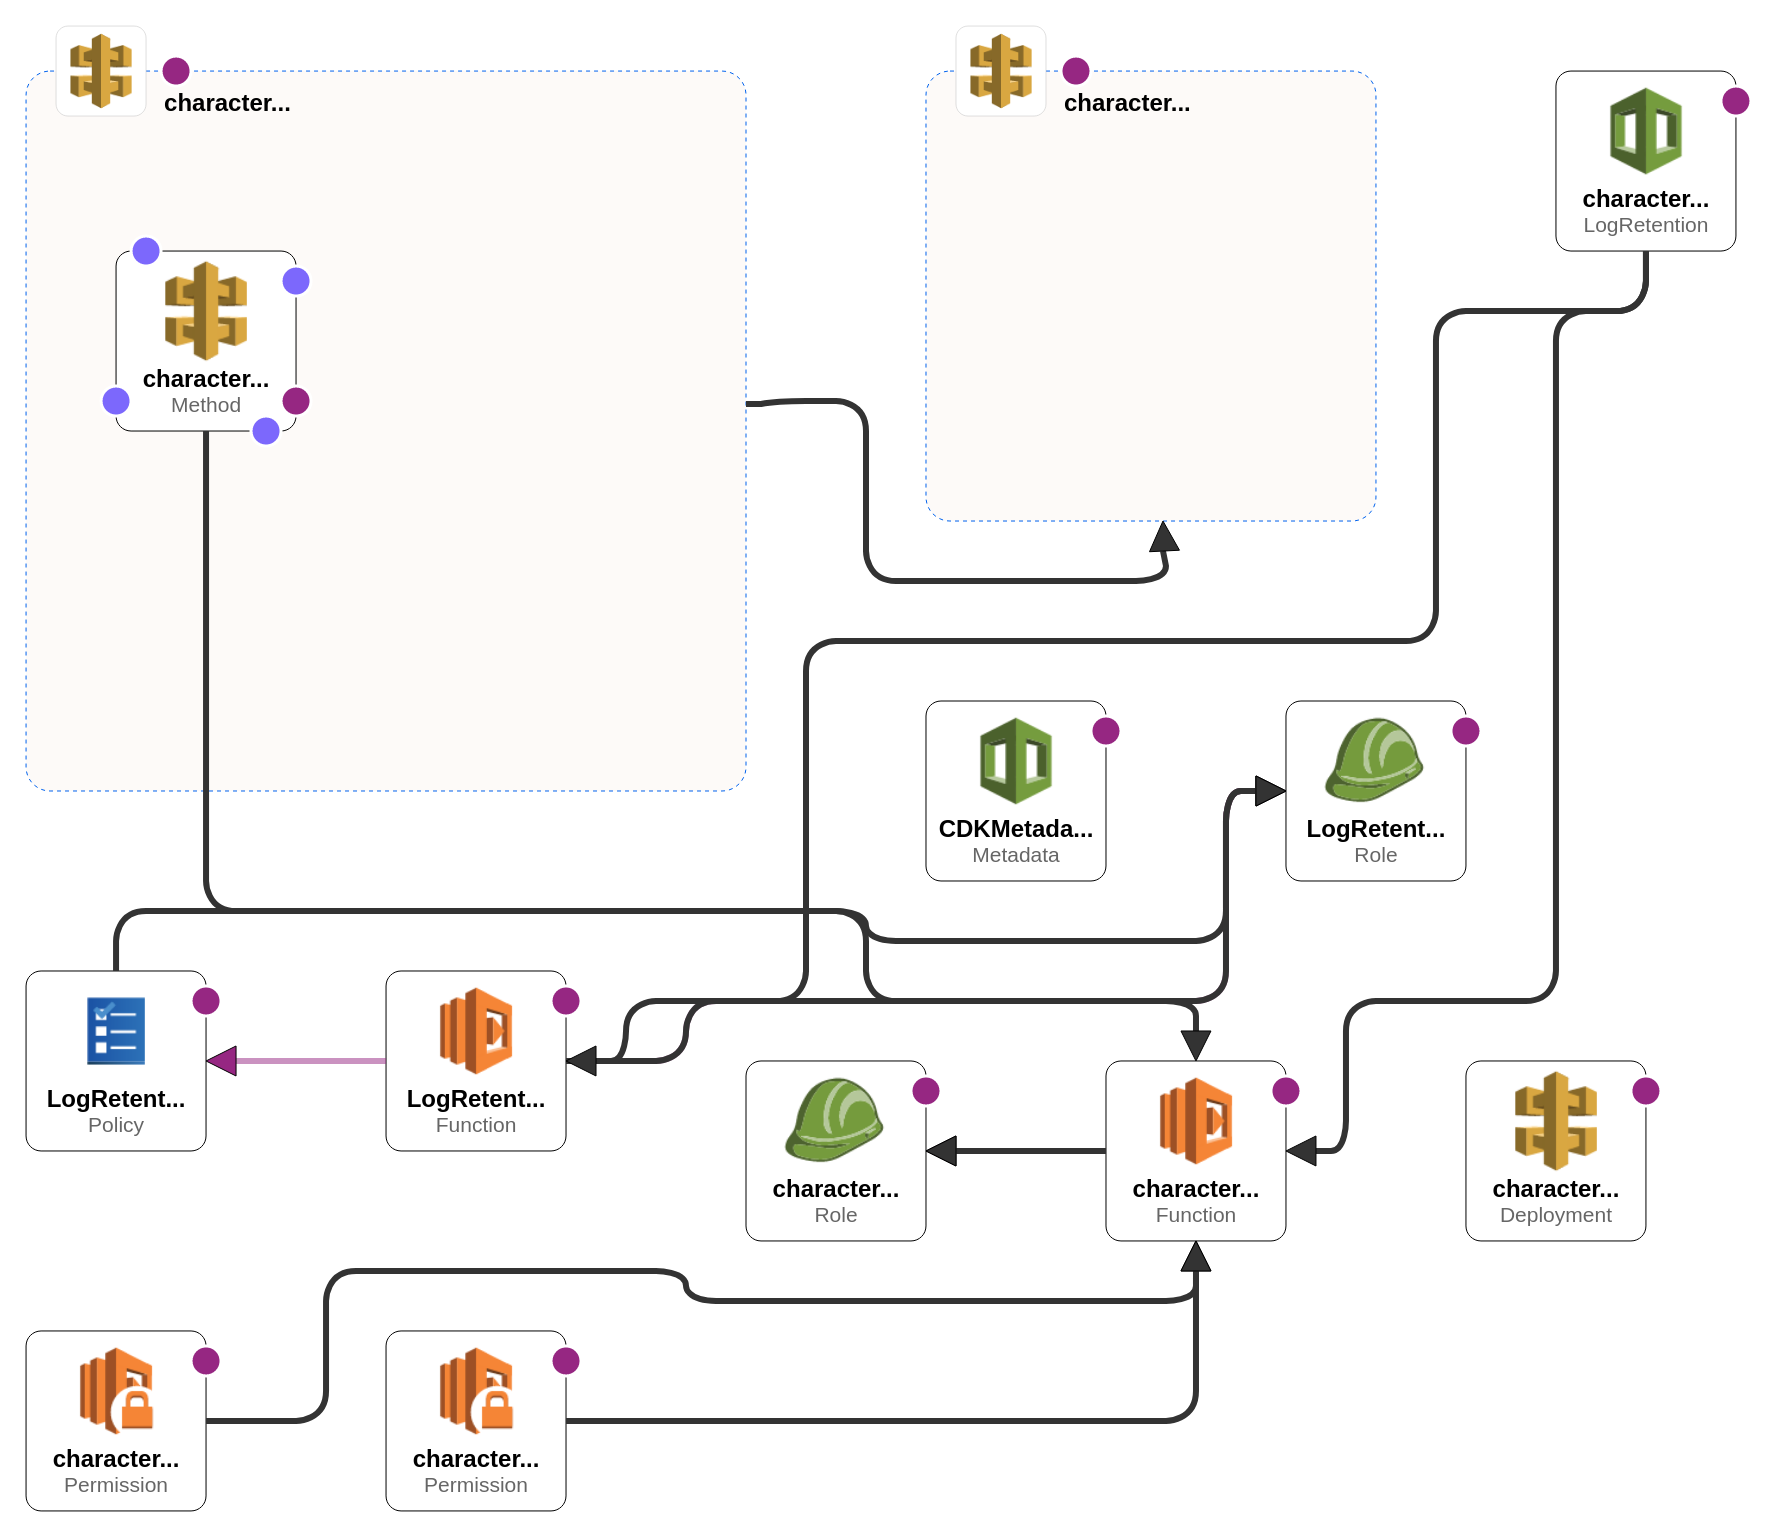 character...
character...
character...
LogRetention
character...
Method
CDKMetada...
Metadata
LogRetent...
Role
LogRetent...
Policy
LogRetent...
Function
character...
Role
character...
Function
character...
Deployment
character...
Permission
character...
Permission